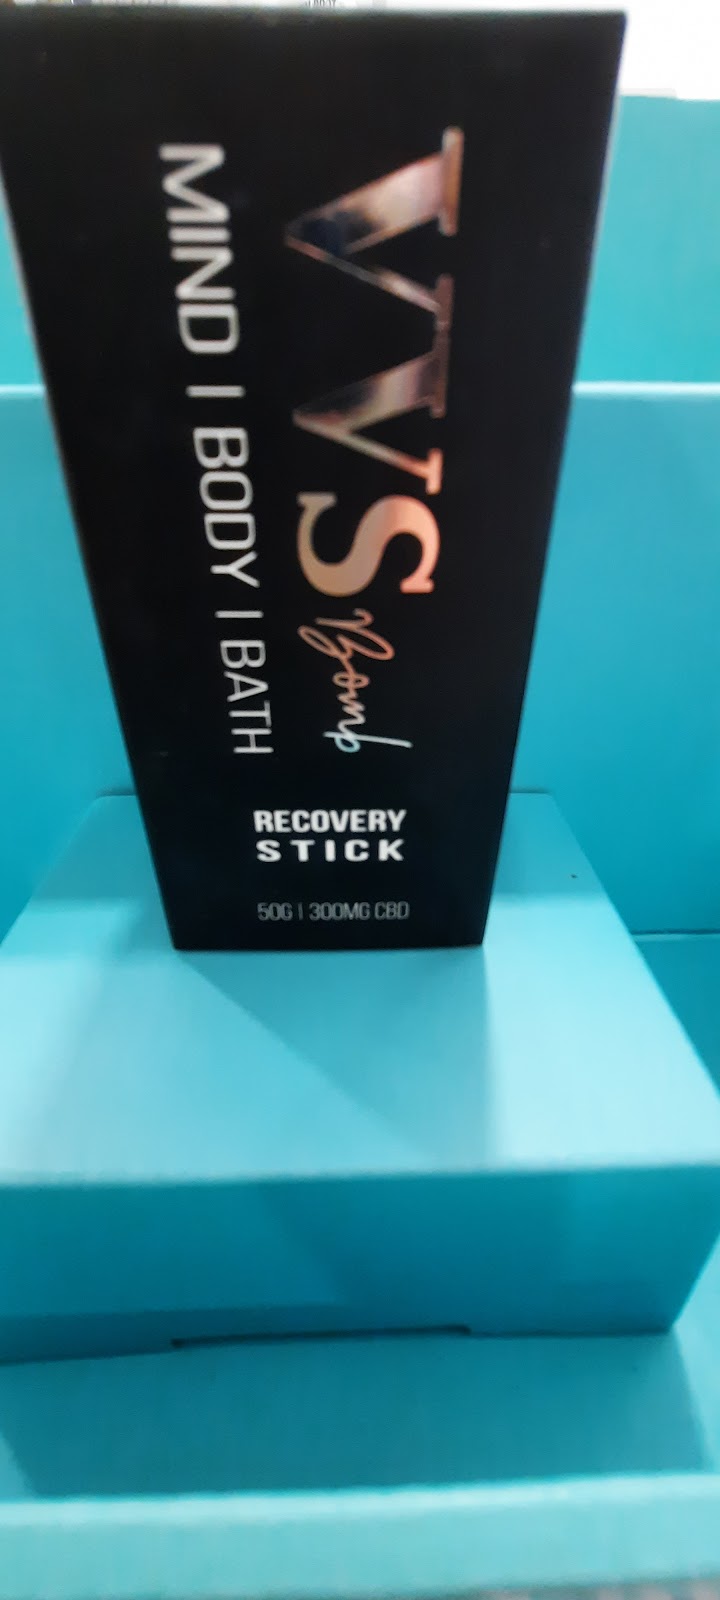 VVS Bomb
MIND | BODY | BATH
RECOVERY
STICK
50G | 300MG CBD